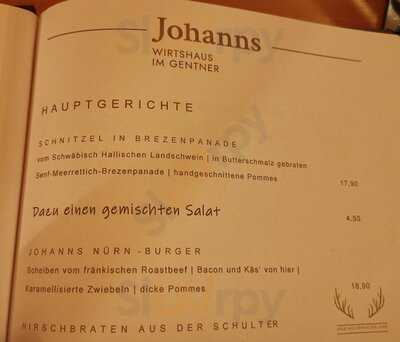 Johanns
WIRTSHAUS
IM GENTNER
HAUPTGERICHTE
SCHNITZEL IN BREZENPANADE
vom Schwäbisch Hallischen Landschwein | in Butterschmalz gebraten
Senf-Meerrettich-Brezenpanade | handgeschnittene Pommes
17,90
Dazu einen gemischten Salat
4,50
JOHANNS NÜRN-BURGER
Scheiben vom fränkischen Roastbeef | Bacon und Käs' von hier |
Karamellisierte Zwiebeln | dicke Pommes
18,90
HIRSCHBRATEN AUS DER SCHULTER